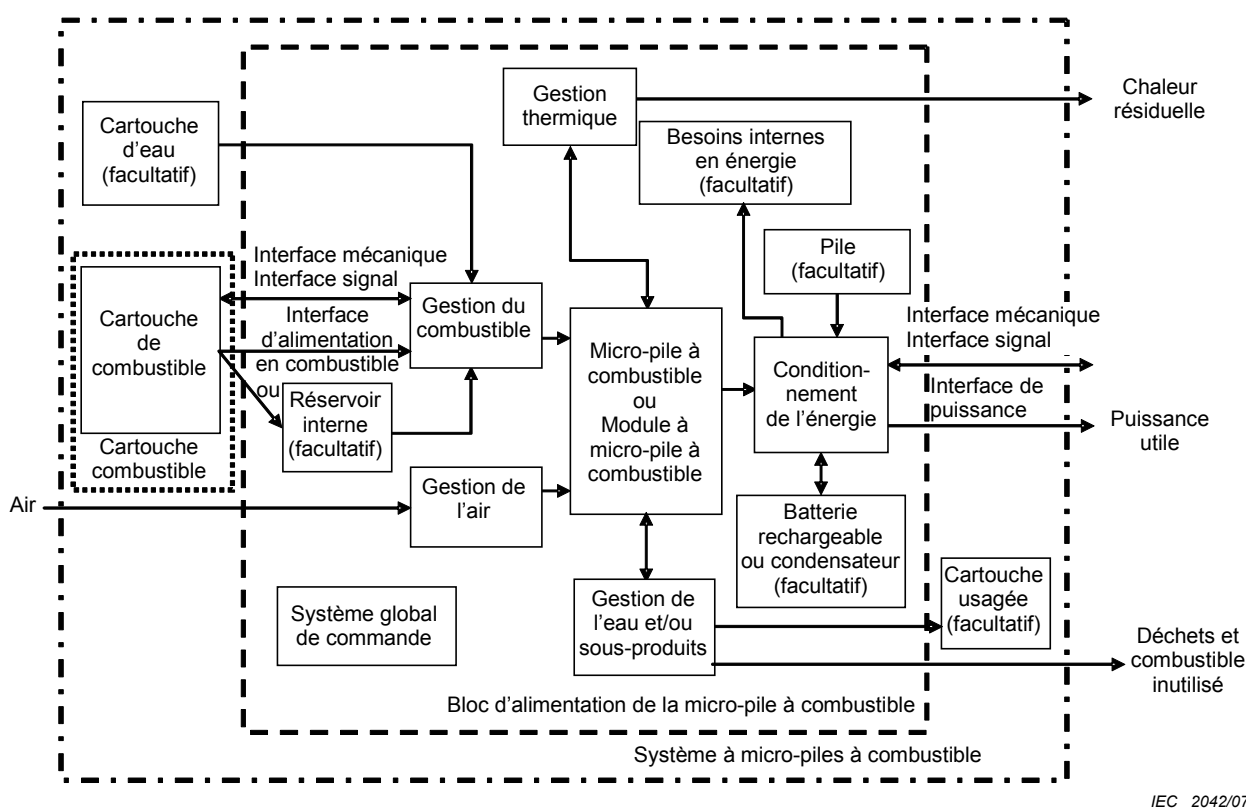 Gestion
thermique
Chaleur
résiduelle
Cartouche
d'eau
(facultatif)
Besoins internes
en énergie
(facultatif)
Pile
(facultatif)
Interface mécanique
Interface signal
Cartouche
de
combustible
Cartouche
combustible
Interface
d'alimentation
en combustible
ou
Gestion du
combustible
Réservoir
interne
(facultatif)
Micro-pile à
combustible
ou
Module à
micro-pile à
combustible
Condition-
nement
de l'énergie
Interface mécanique
Interface signal
Interface de
puissance
Puissance
utile
Air
Gestion de
l'air
Batterie
rechargeable
ou condensateur
(facultatif)
Système global
de commande
Gestion de
l'eau et/ou
sous-produits
Cartouche
usagée
(facultatif)
Déchets et
combustible
inutilisé
Bloc d'alimentation de la micro-pile à combustible
Système à micro-piles à combustible
IEC 2042/07